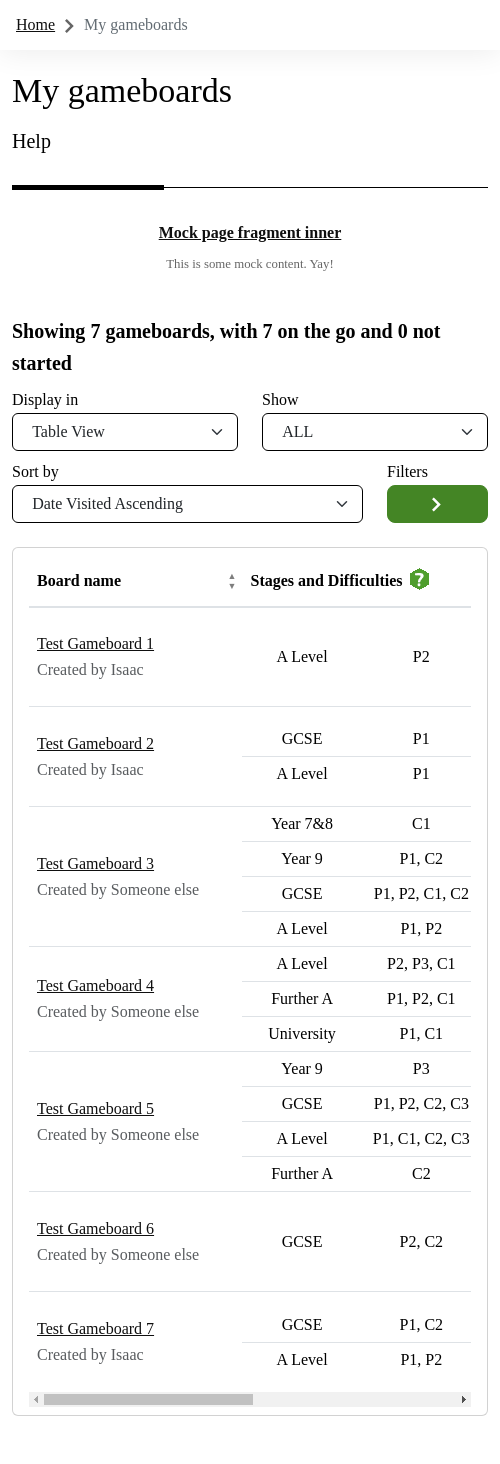 Home My gameboards
My gameboards
Help
Mock page fragment inner
This is some mock content. Yay!
Showing 7 gameboards, with 7 on the go and 0 not
started
Display in Show
Table View ALL
Sort by Filters
Date Visited Ascending
Board name Stages and Difficulties ?
Test Gameboard 1
Created by Isaac
A Level P2
Test Gameboard 2
Created by Isaac
GCSE P1
A Level P1
Test Gameboard 3
Created by Someone else
Year 7&8 C1
Year 9 P1, C2
GCSE P1, P2, C1, C2
A Level P1, P2
Test Gameboard 4
Created by Someone else
A Level P2, P3, C1
Further A P1, P2, C1
University P1, C1
Test Gameboard 5
Created by Someone else
Year 9 P3
GCSE P1, P2, C2, C3
A Level P1, C1, C2, C3
Further A C2
Test Gameboard 6
Created by Someone else
GCSE P2, C2
Test Gameboard 7
Created by Isaac
GCSE P1, C2
A Level P1, P2